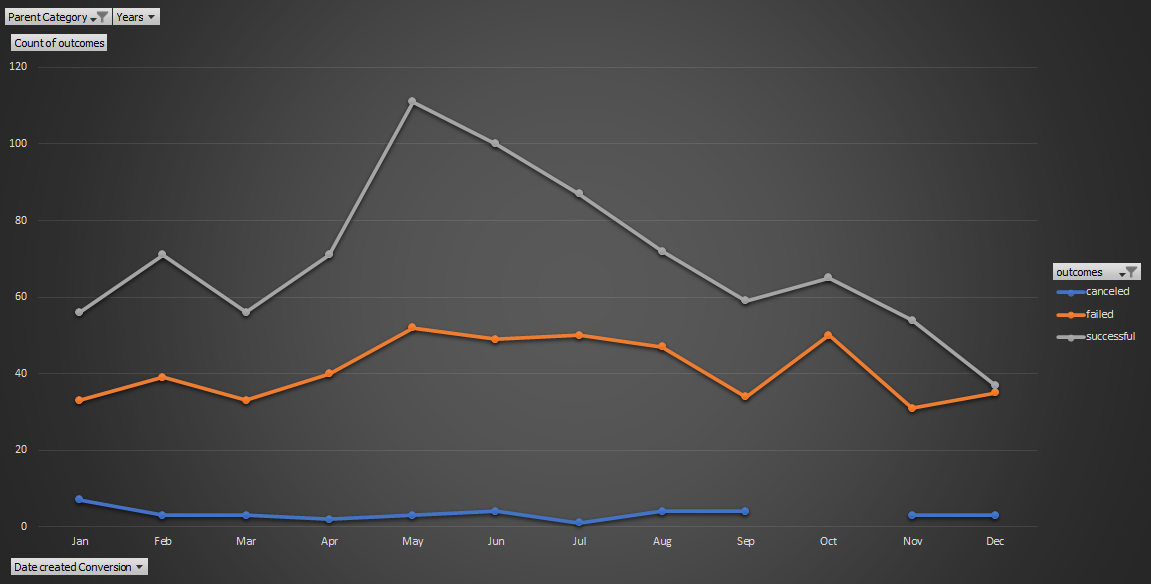 Parent Category Years
Count of outcomes
120
100
80
60
40
20
0
Jan Feb Mar Apr May Jun Jul Aug Sep Oct Nov Dec
outcomes
canceled
failed
successful
Date created Conversion